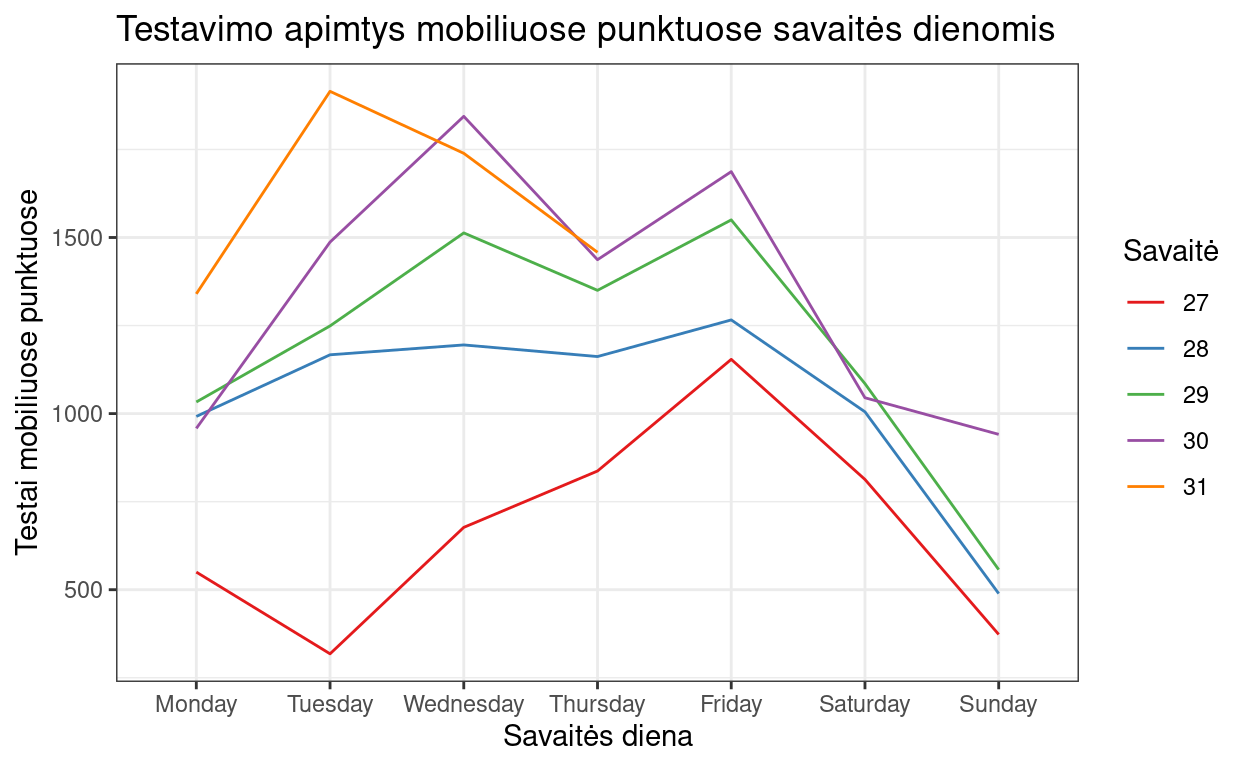 Testavimo apimtys mobiliuose punktuose savaitės dienomis
Testai mobiliuose punktuose
1500
1000
500
Monday Tuesday Wednesday Thursday Friday Saturday Sunday
Savaitės diena
Savaitė
27
28
29
30
31